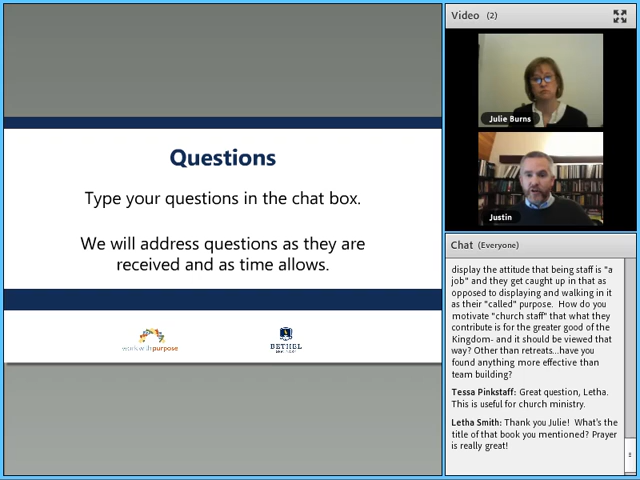 Questions
Type your questions in the chat box.
We will address questions as they are
received and as time allows.
workwithpurpose
BETHEL
Video (2)
Julie Burns
Justin
Chat (Everyone)
display the attitude that being staff is "a
job" and they get caught up in that as
opposed to displaying and walking in it
as their "called" purpose. How do you
motivate "church staff" that what they
contribute is for the greater good of the
Kingdom- and it should be viewed that
way? Other than retreats...have you
found anything more effective than
team building?
Tessa Pinkstaff: Great question, Letha.
This is useful for church ministry.
Letha Smith: Thank you Julie! What's the
title of that book you mentioned? Prayer
is really great!